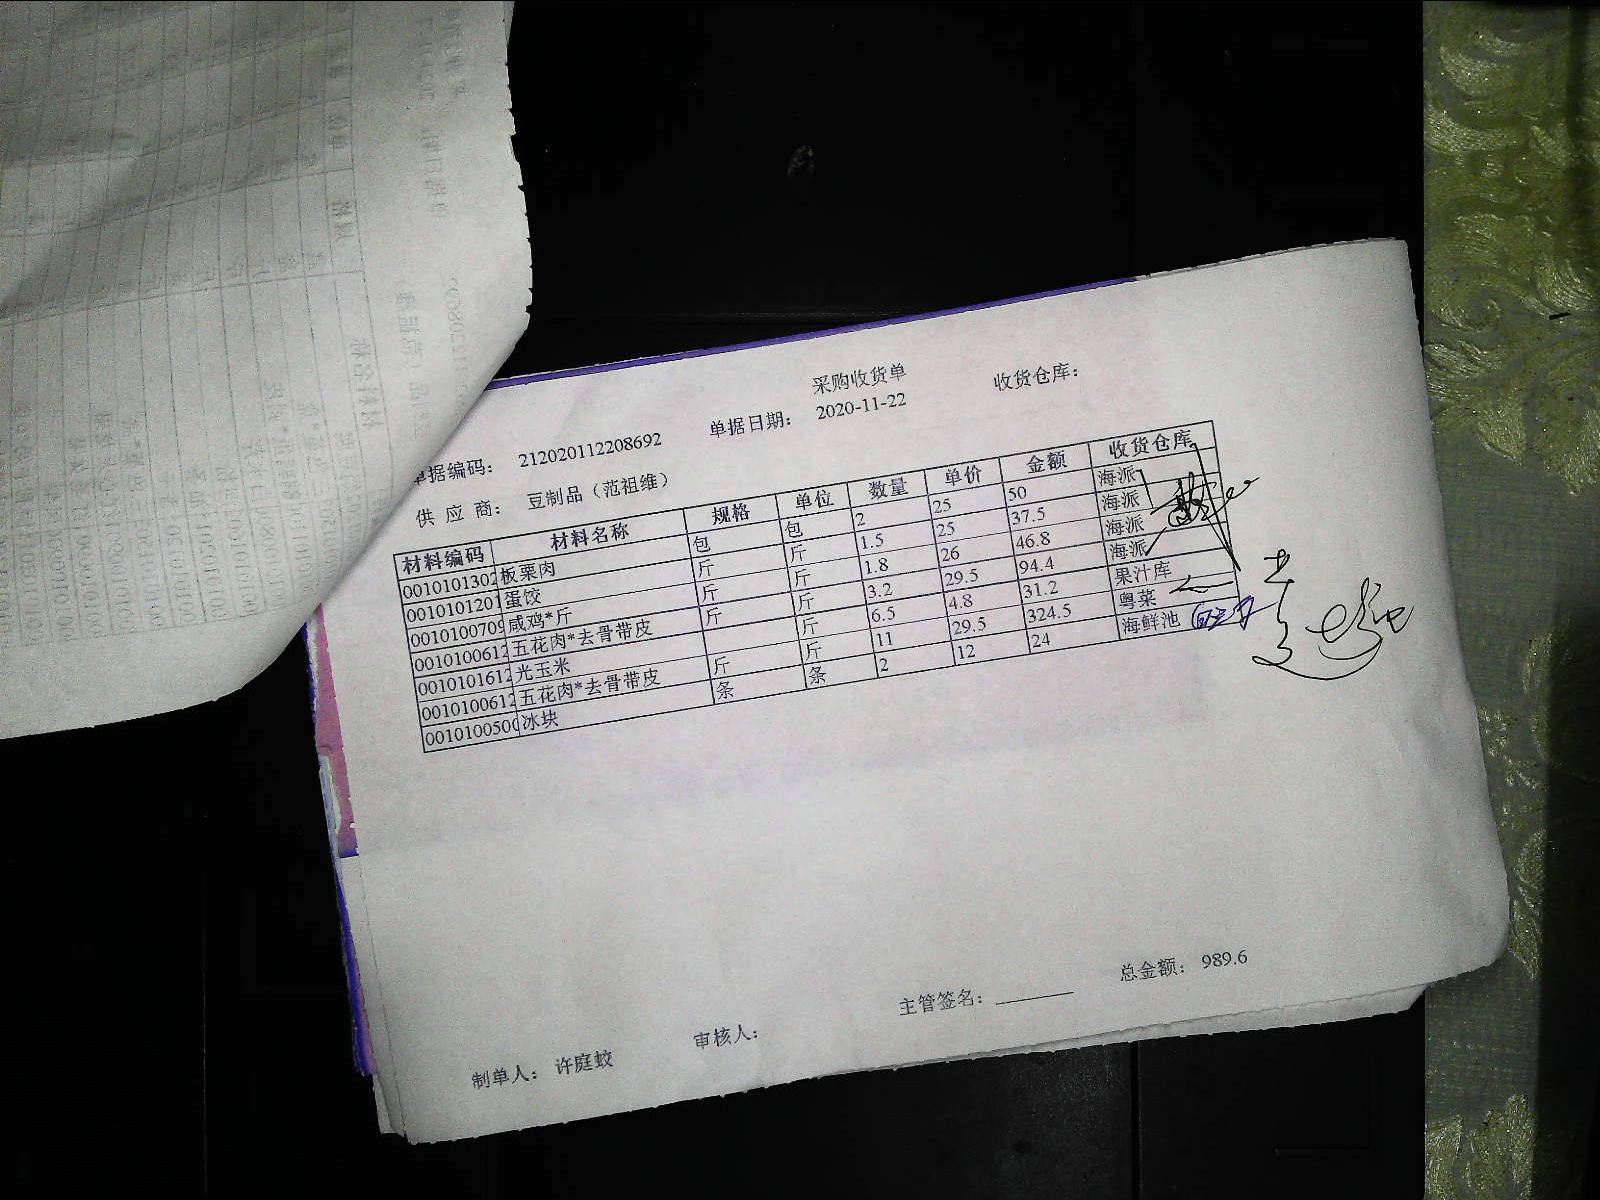 采购收货单
单据编码： 212020112208692 单据日期： 2020-11-22 收货仓库：
供 应 商： 豆制品（范祖维）
材料编码 材料名称 规格 单位 数量 单价 金额 收货仓库
0010101302 板栗肉 包 包 2 25 50 海派
0010101201 蛋饺 斤 斤 1.5 25 37.5 海派
0010100709 咸鸡*斤 斤 斤 1.8 26 46.8 海派
0010100612 五花肉*去骨带皮 斤 斤 3.2 29.5 94.4 海派
0010101612 光玉米 斤 6.5 4.8 31.2 果汁库
0010100612 五花肉*去骨带皮 斤 斤 11 29.5 324.5 粤菜
0010100500 冰块 条 条 2 12 24 海鲜池
制单人： 许庭蛟 审核人： 主管签名： 总金额： 989.6